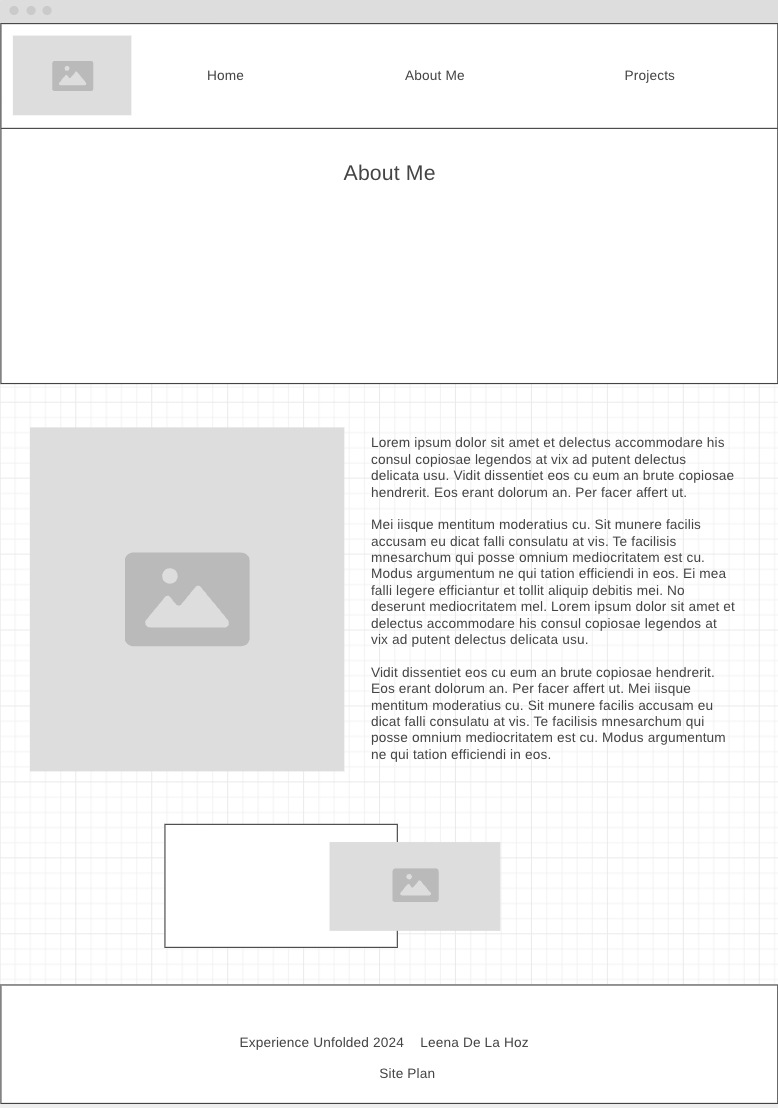 Home About Me Projects
About Me
Lorem ipsum dolor sit amet et delectus accommodare his
consul copiosae legendos at vix ad putent delectus
delicata usu. Vidit dissentiet eos cu eum an brute copiosae
hendrerit. Eos erant dolorum an. Per facer affert ut.
Mei iisque mentitum moderatius cu. Sit munere facilis
accusam eu dicat falli consulatu at vis. Te facilisis
mnesarchum qui posse omnium mediocritatem est cu.
Modus argumentum ne qui tation efficiendi in eos. Ei mea
falli legere efficiantur et tollit aliquip debitis mei. No
deserunt mediocritatem mel. Lorem ipsum dolor sit amet et
delectus accommodare his consul copiosae legendos at
vix ad putent delectus delicata usu.
Vidit dissentiet eos cu eum an brute copiosae hendrerit.
Eos erant dolorum an. Per facer affert ut. Mei iisque
mentitum moderatius cu. Sit munere facilis accusam eu
dicat falli consulatu at vis. Te facilisis mnesarchum qui
posse omnium mediocritatem est cu. Modus argumentum
ne qui tation efficiendi in eos.
Experience Unfolded 2024 Leena De La Hoz
Site Plan